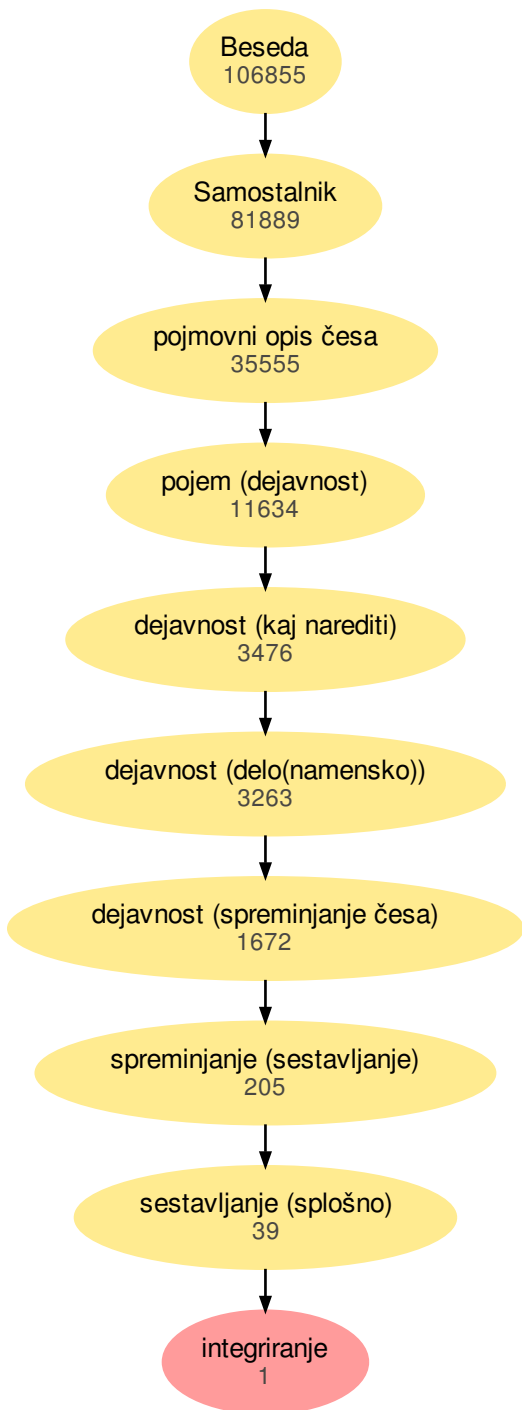 Beseda
106855
Samostalnik
81889
pojmovni opis česa
35555
pojem (dejavnost)
11634
dejavnost (kaj narediti)
3476
dejavnost (delo(namensko))
3263
dejavnost (spreminjanje česa)
1672
spreminjanje (sestavljanje)
205
sestavljanje (splošno)
39
integriranje
1